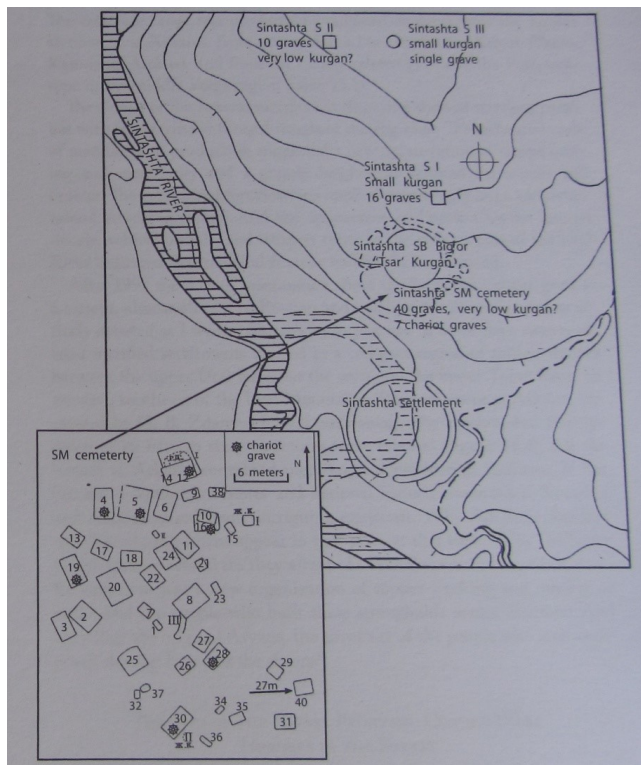 Sintashta S II
10 graves
very low kurgan?
Sintashta S III
small kurgan
single grave
N
SINTASHTA RIVER
Sintashta S I
Small kurgan
16 graves
Sintashta SB Big or
'Tsar' Kurgan
Sintashta SM cemetery
40 graves, very low kurgan?
7 chariot graves
Sintashta settlement
SM cemeterty
chariot
grave
6 meters
N
I
14 12
9 38
4 5 6
10
16
ж.к.
I
15
13
17
18
24 11
21
19
20
22
8
23
3 2
7
III
27
25
26
28
29
27m
40
32 37
34
35
31
30
II
ж.к.
36